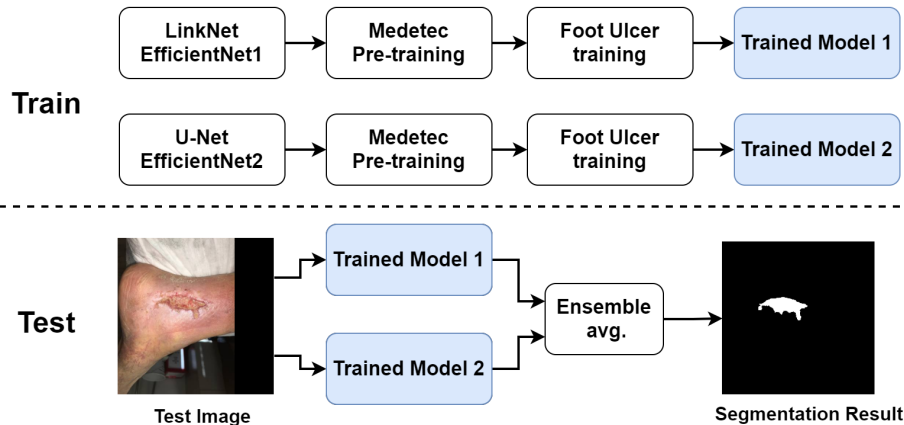 LinkNet
EfficientNet1
Medetec
Pre-training
Foot Ulcer
training
Trained Model 1
Train
U-Net
EfficientNet2
Medetec
Pre-training
Foot Ulcer
training
Trained Model 2
Test
Trained Model 1
Trained Model 2
Ensemble
avg.
Test Image
Segmentation Result